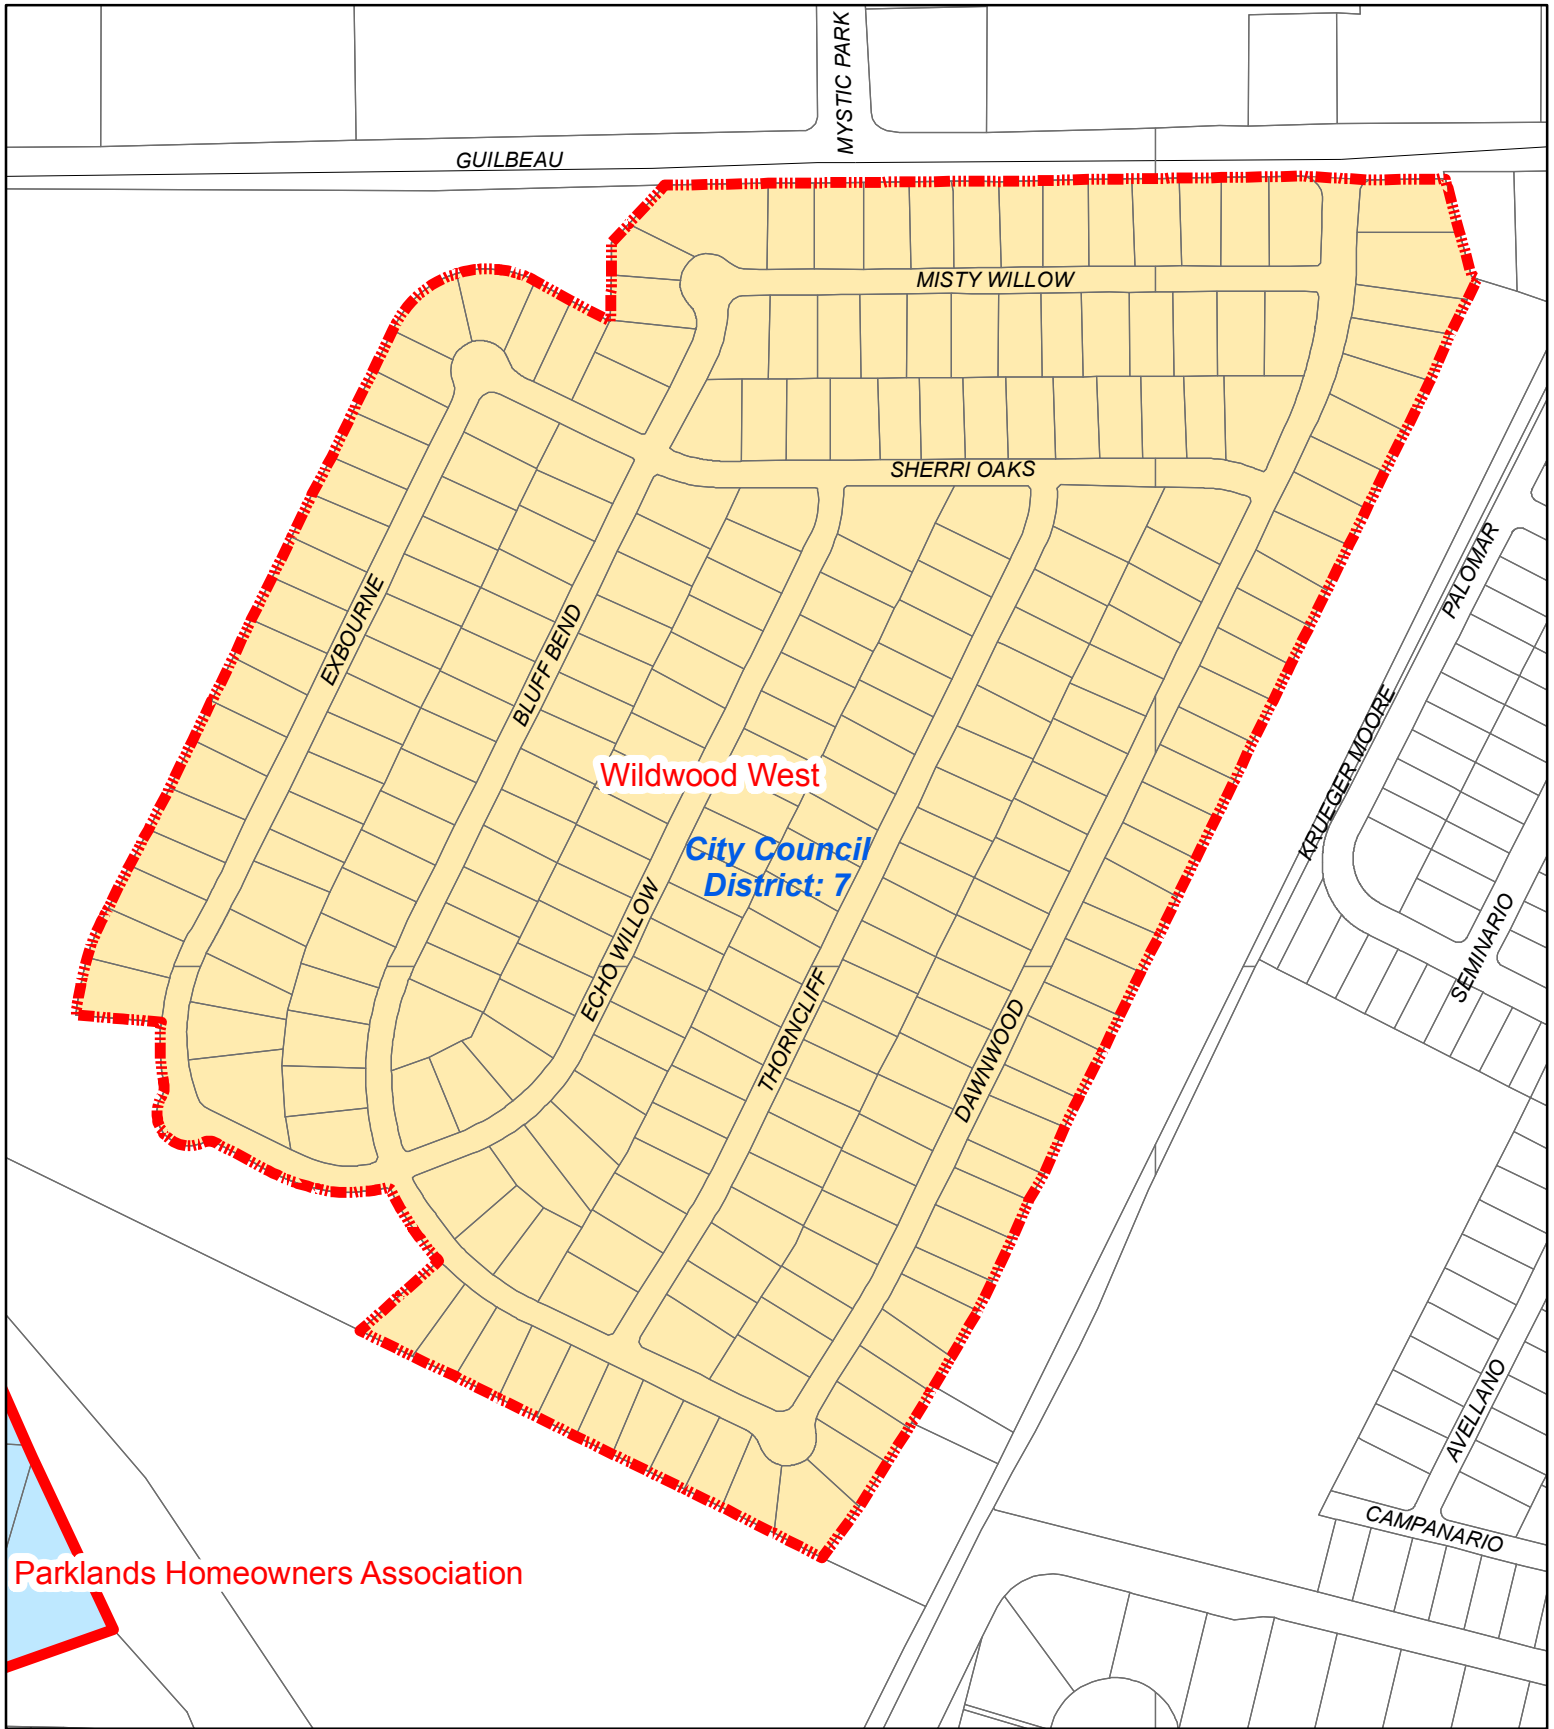 MYSTIC PARK
GUILBEAU
MISTY WILLOW
SHERRI OAKS
PALOMAR
EXBOURNE
BLUFF BEND
KRUEGER MOORE
Wildwood West
City Council
District: 7
ECHO WILLOW
SEMINARIO
THORNCLIFF
DAWNWOOD
AVELLANO
CAMPANARIO
Parklands Homeowners Association